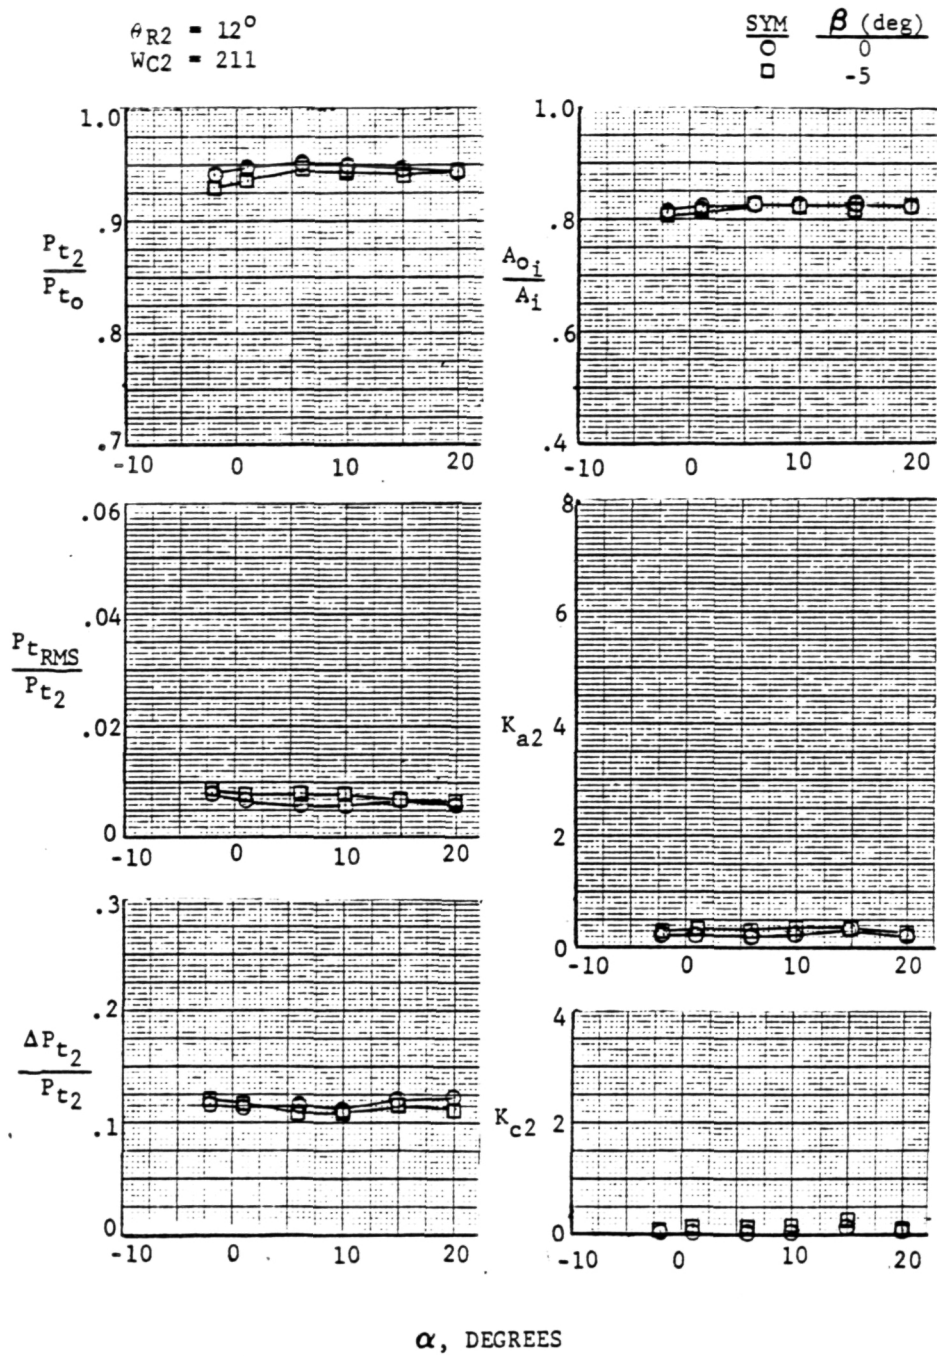 θR2 = 12°
WC2 = 211
SYM β (deg)
○ 0
□ -5
1.0
.9
.8
.7
Pt2
Pto
-10 0 10 20
1.0
.8
.6
.4
Aoi
Ai
-10 0 10 20
.06
.04
.02
0
PtRMS
Pt2
-10 0 10 20
8
6
4
2
0
Ka2
-10 0 10 20
.3
.2
.1
0
ΔPt2
Pt2
-10 0 10 20
4
2
0
Kc2
-10 0 10 20
α, DEGREES